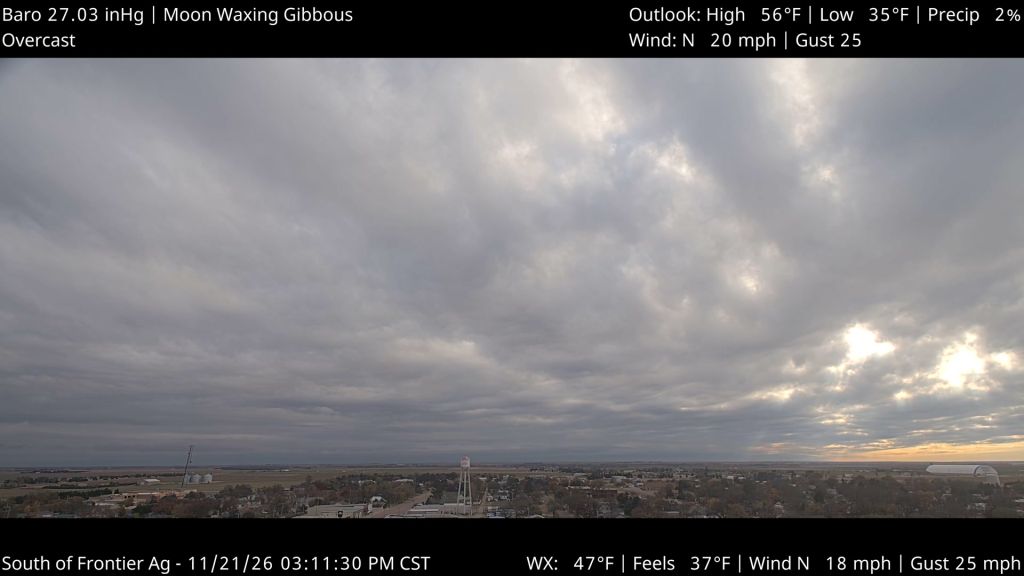 Baro 27.03 inHg | Moon Waxing Gibbous
Overcast
Outlook: High 56°F | Low 35°F | Precip 2%
Wind: N 20 mph | Gust 25
South of Frontier Ag - 11/21/26 03:11:30 PM CST
WX: 47°F | Feels 37°F | Wind N 18 mph | Gust 25 mph